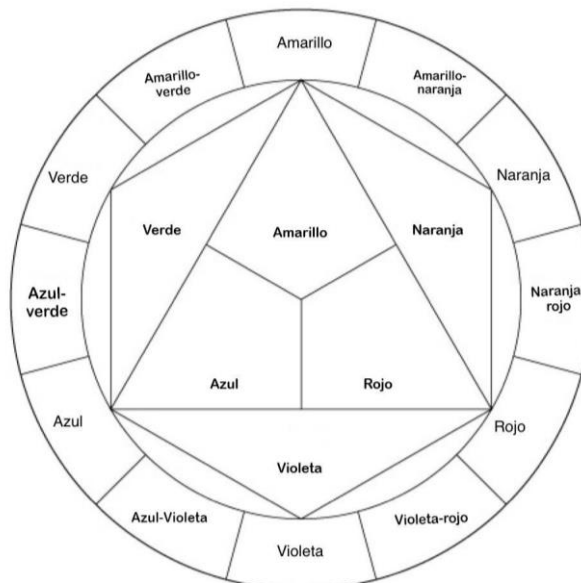 Amarillo
Amarillo-
verde
Amarillo-
naranja
Verde
Naranja
Verde
Amarillo
Naranja
Azul-
verde
Naranja
rojo
Azul
Rojo
Azul
Rojo
Violeta
Azul-Violeta
Violeta-rojo
Violeta